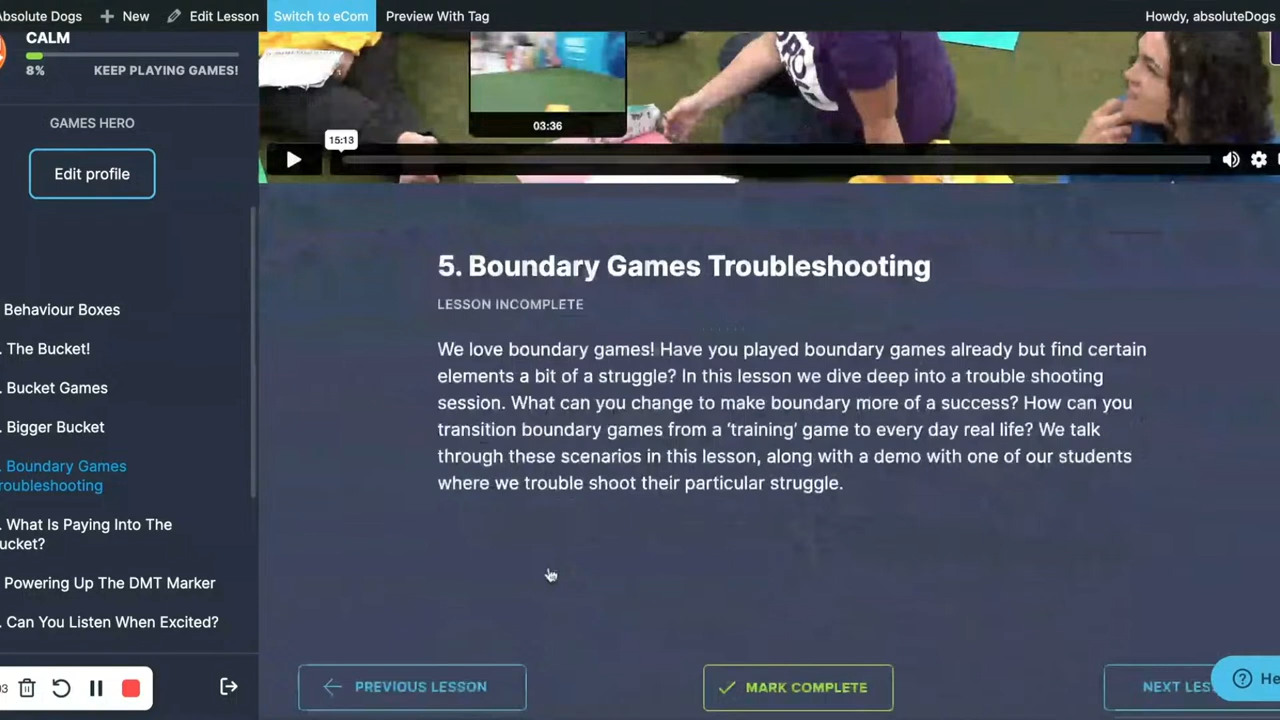 Absolute Dogs
New
Edit Lesson
Switch to eCom
Preview With Tag
Howdy, absoluteDogs
CALM
8%
KEEP PLAYING GAMES!
GAMES HERO
Edit profile
Behaviour Boxes
. The Bucket!
. Bucket Games
. Bigger Bucket
. Boundary Games
roubleshooting
. What Is Paying Into The
ucket?
Powering Up The DMT Marker
. Can You Listen When Excited?
03:36
15:13
5. Boundary Games Troubleshooting
LESSON INCOMPLETE
We love boundary games! Have you played boundary games already but find certain
elements a bit of a struggle? In this lesson we dive deep into a trouble shooting
session. What can you change to make boundary more of a success? How can you
transition boundary games from a ‘training’ game to every day real life? We talk
through these scenarios in this lesson, along with a demo with one of our students
where we trouble shoot their particular struggle.
PREVIOUS LESSON
MARK COMPLETE
NEXT LES
He